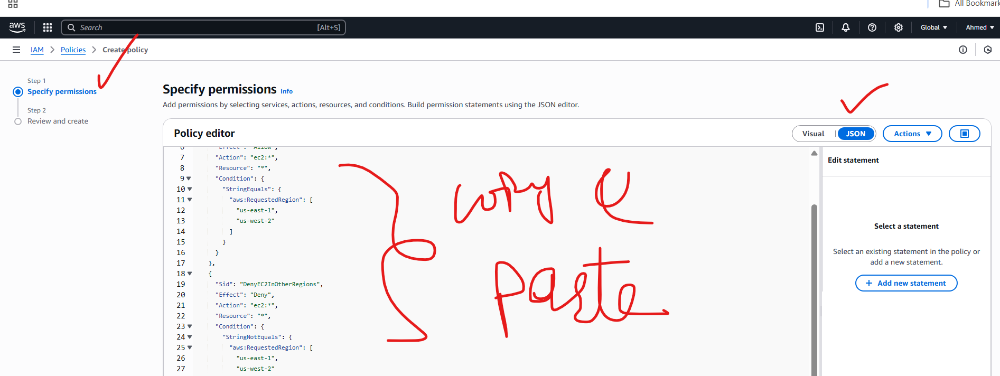 All Bookmark
aws
Search
[Alt+S]
Global
Ahmed
IAM > Policies > Create policy
Step 1
Specify permissions
Step 2
Review and create
Specify permissions Info
Add permissions by selecting services, actions, resources, and conditions. Build permission statements using the JSON editor.
Policy editor
Visual
JSON
Actions
6 "Effect": "Allow",
7 "Action": "ec2:*",
8 "Resource": "*",
9 "Condition": {
10 "StringEquals": {
11 "aws:RequestedRegion": [
12 "us-east-1",
13 "us-west-2"
14 ]
15 }
16 }
17 },
18 {
19 "Sid": "DenyEC2InOtherRegions",
20 "Effect": "Deny",
21 "Action": "ec2:*",
22 "Resource": "*",
23 "Condition": {
24 "StringNotEquals": {
25 "aws:RequestedRegion": [
26 "us-east-1",
27 "us-west-2"
copy &
paste
Edit statement
Select a statement
Select an existing statement in the policy or
add a new statement.
+ Add new statement